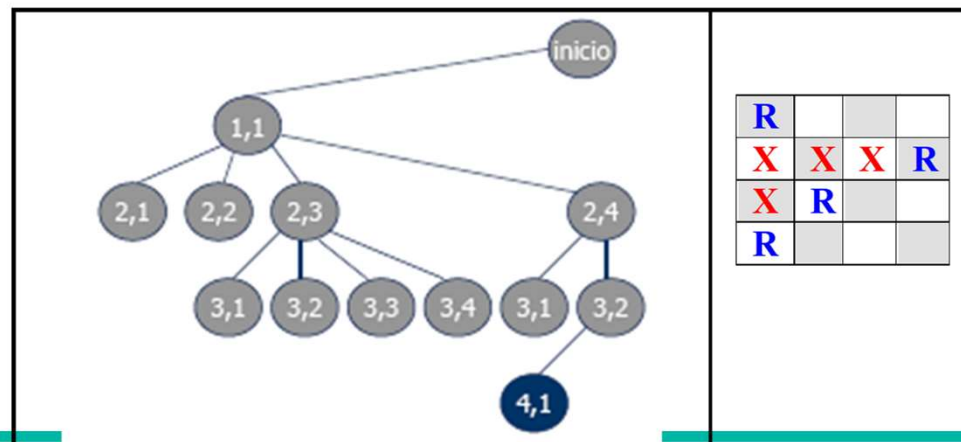 inicio
1,1
2,1 2,2 2,3 2,4
3,1 3,2 3,3 3,4 3,1 3,2
4,1
R
X X X R
X R
R